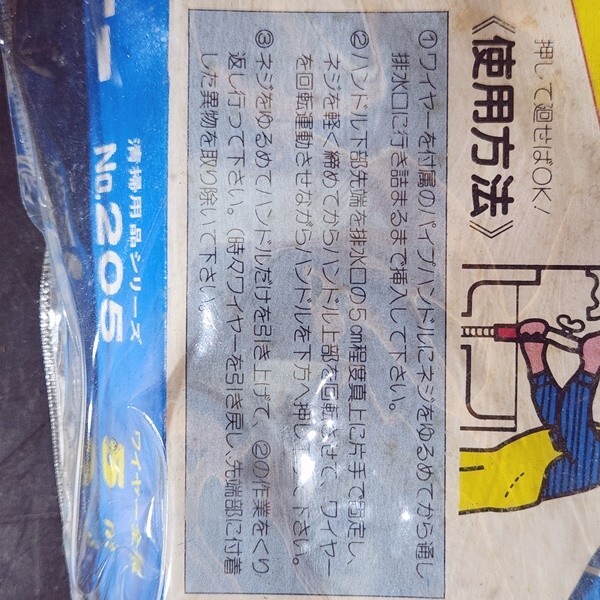 押して廻せばOK!
《使用方法》
①ワイヤーを付属のパイプハンドルにネジをゆるめてから通し
排水口に行き詰まるまで挿入して下さい。
②ハンドル下部先端を排水口の5cm程度真上に片手で固定し、
ネジを軽く締めてからハンドル上部を回転させて、ワイヤー
を回転運動させながらハンドルを下方へ押し 下さい。
③ネジをゆるめてハンドルだけを引き上げて、②の作業をくり
返し行って下さい。(時々ワイヤーを引き戻し、先端部に付着
した異物を取り除いて下さい。
清掃用品シリーズ
No.205
ワイヤー